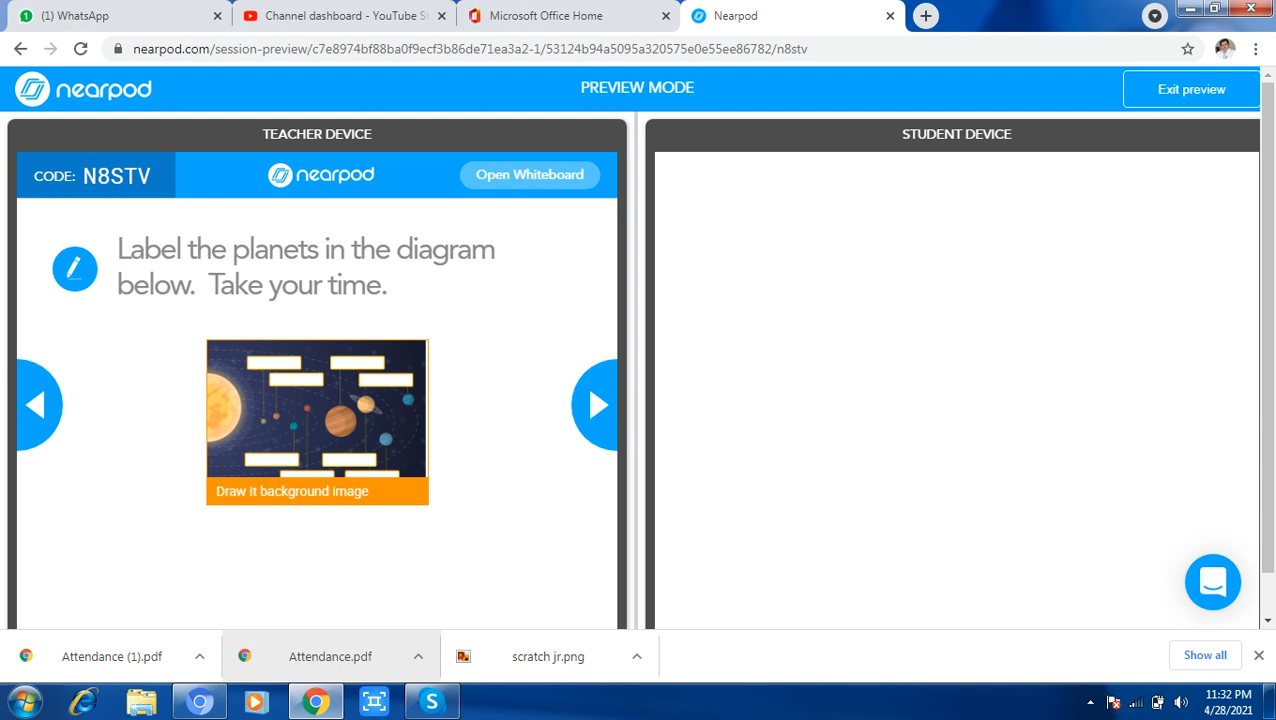 (1) WhatsApp
Channel dashboard - YouTube St
Microsoft Office Home
Nearpod
nearpod.com/session-preview/c7e8974bf88ba0f9ecf3b86de71ea3a2-1/53124b94a5095a320575e0e55ee86782/n8stv
nearpod
PREVIEW MODE
Exit preview
TEACHER DEVICE
STUDENT DEVICE
CODE: N8STV
nearpod
Open Whiteboard
Label the planets in the diagram
below. Take your time.
Draw it background image
Attendance (1).pdf
Attendance.pdf
scratch jr.png
Show all
11:32 PM
4/28/2021